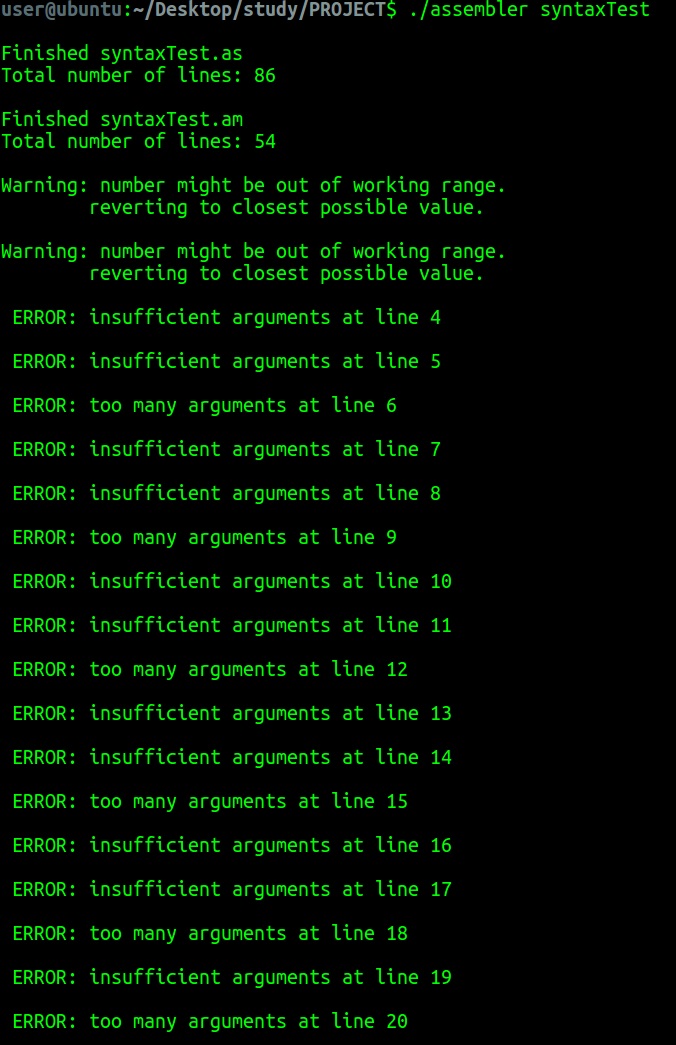 user@ubuntu:~/Desktop/study/PROJECT$ ./assembler syntaxTest
Finished syntaxTest.as
Total number of lines: 86
Finished syntaxTest.am
Total number of lines: 54
Warning: number might be out of working range.
reverting to closest possible value.
Warning: number might be out of working range.
reverting to closest possible value.
ERROR: insufficient arguments at line 4
ERROR: insufficient arguments at line 5
ERROR: too many arguments at line 6
ERROR: insufficient arguments at line 7
ERROR: insufficient arguments at line 8
ERROR: too many arguments at line 9
ERROR: insufficient arguments at line 10
ERROR: insufficient arguments at line 11
ERROR: too many arguments at line 12
ERROR: insufficient arguments at line 13
ERROR: insufficient arguments at line 14
ERROR: too many arguments at line 15
ERROR: insufficient arguments at line 16
ERROR: insufficient arguments at line 17
ERROR: too many arguments at line 18
ERROR: insufficient arguments at line 19
ERROR: too many arguments at line 20